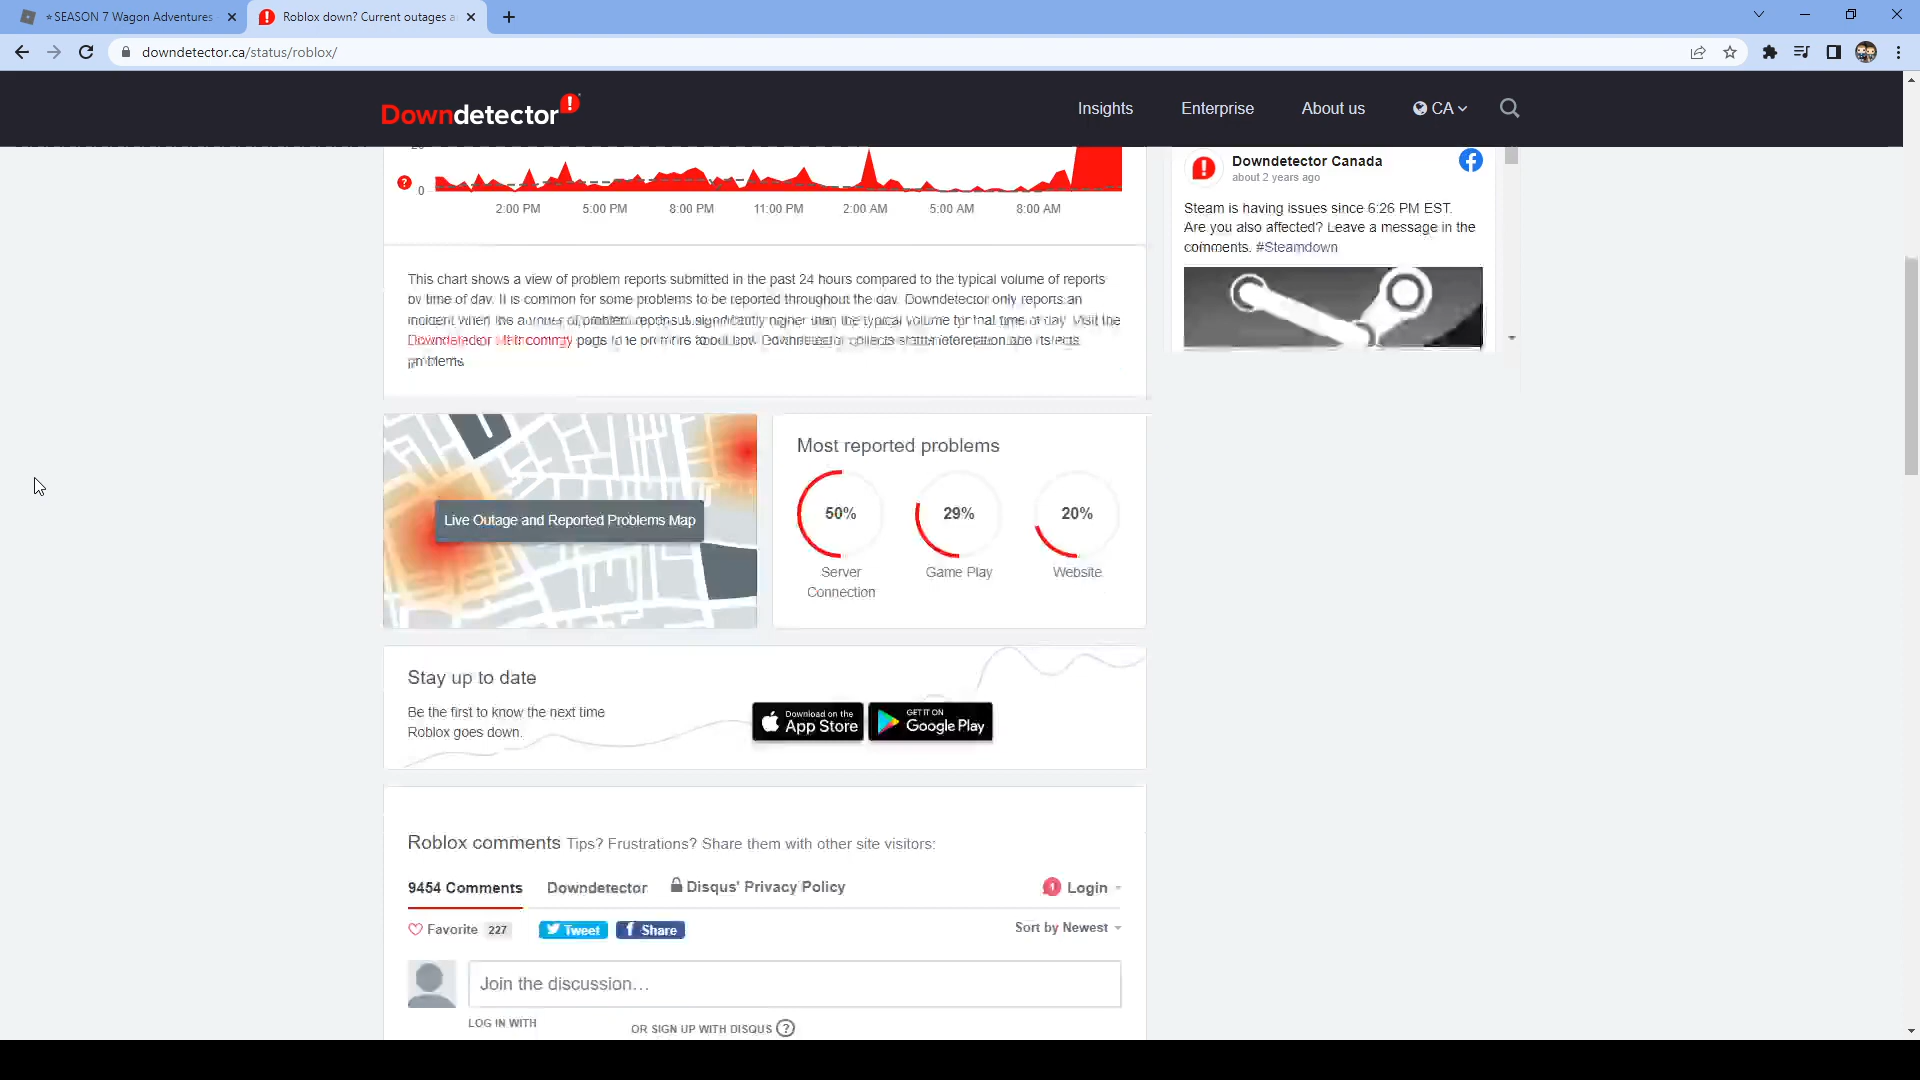 ⭐SEASON 7 Wagon Adventures
Roblox down? Current outages a
downdetector.ca/status/roblox/
Downdetector
Insights
Enterprise
About us
CA
0
2:00 PM
5:00 PM
8:00 PM
11:00 PM
2:00 AM
5:00 AM
8:00 AM
This chart shows a view of problem reports submitted in the past 24 hours compared to the typical volume of reports
by time of day. It is common for some problems to be reported throughout the day. Downdetector only reports an
Downdetector Canada
about 2 years ago
Steam is having issues since 6:26 PM EST.
Are you also affected? Leave a message in the
comments. #Steamdown
Live Outage and Reported Problems Map
Most reported problems
50%
29%
20%
Server
Connection
Game Play
Website
Stay up to date
Be the first to know the next time
Roblox goes down.
Download on the
App Store
GET IT ON
Google Play
Roblox comments Tips? Frustrations? Share them with other site visitors:
9454 Comments
Downdetector
Disqus' Privacy Policy
1
Login
Favorite 227
Tweet
Share
Sort by Newest
Join the discussion…
LOG IN WITH
OR SIGN UP WITH DISQUS ?